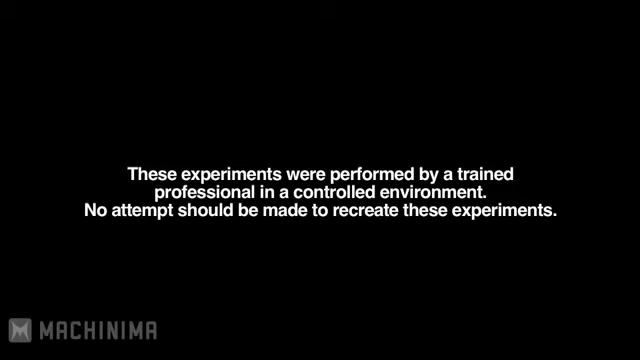 These experiments were performed by a trained
professional in a controlled environment.
No attempt should be made to recreate these experiments.
MACHINIMA